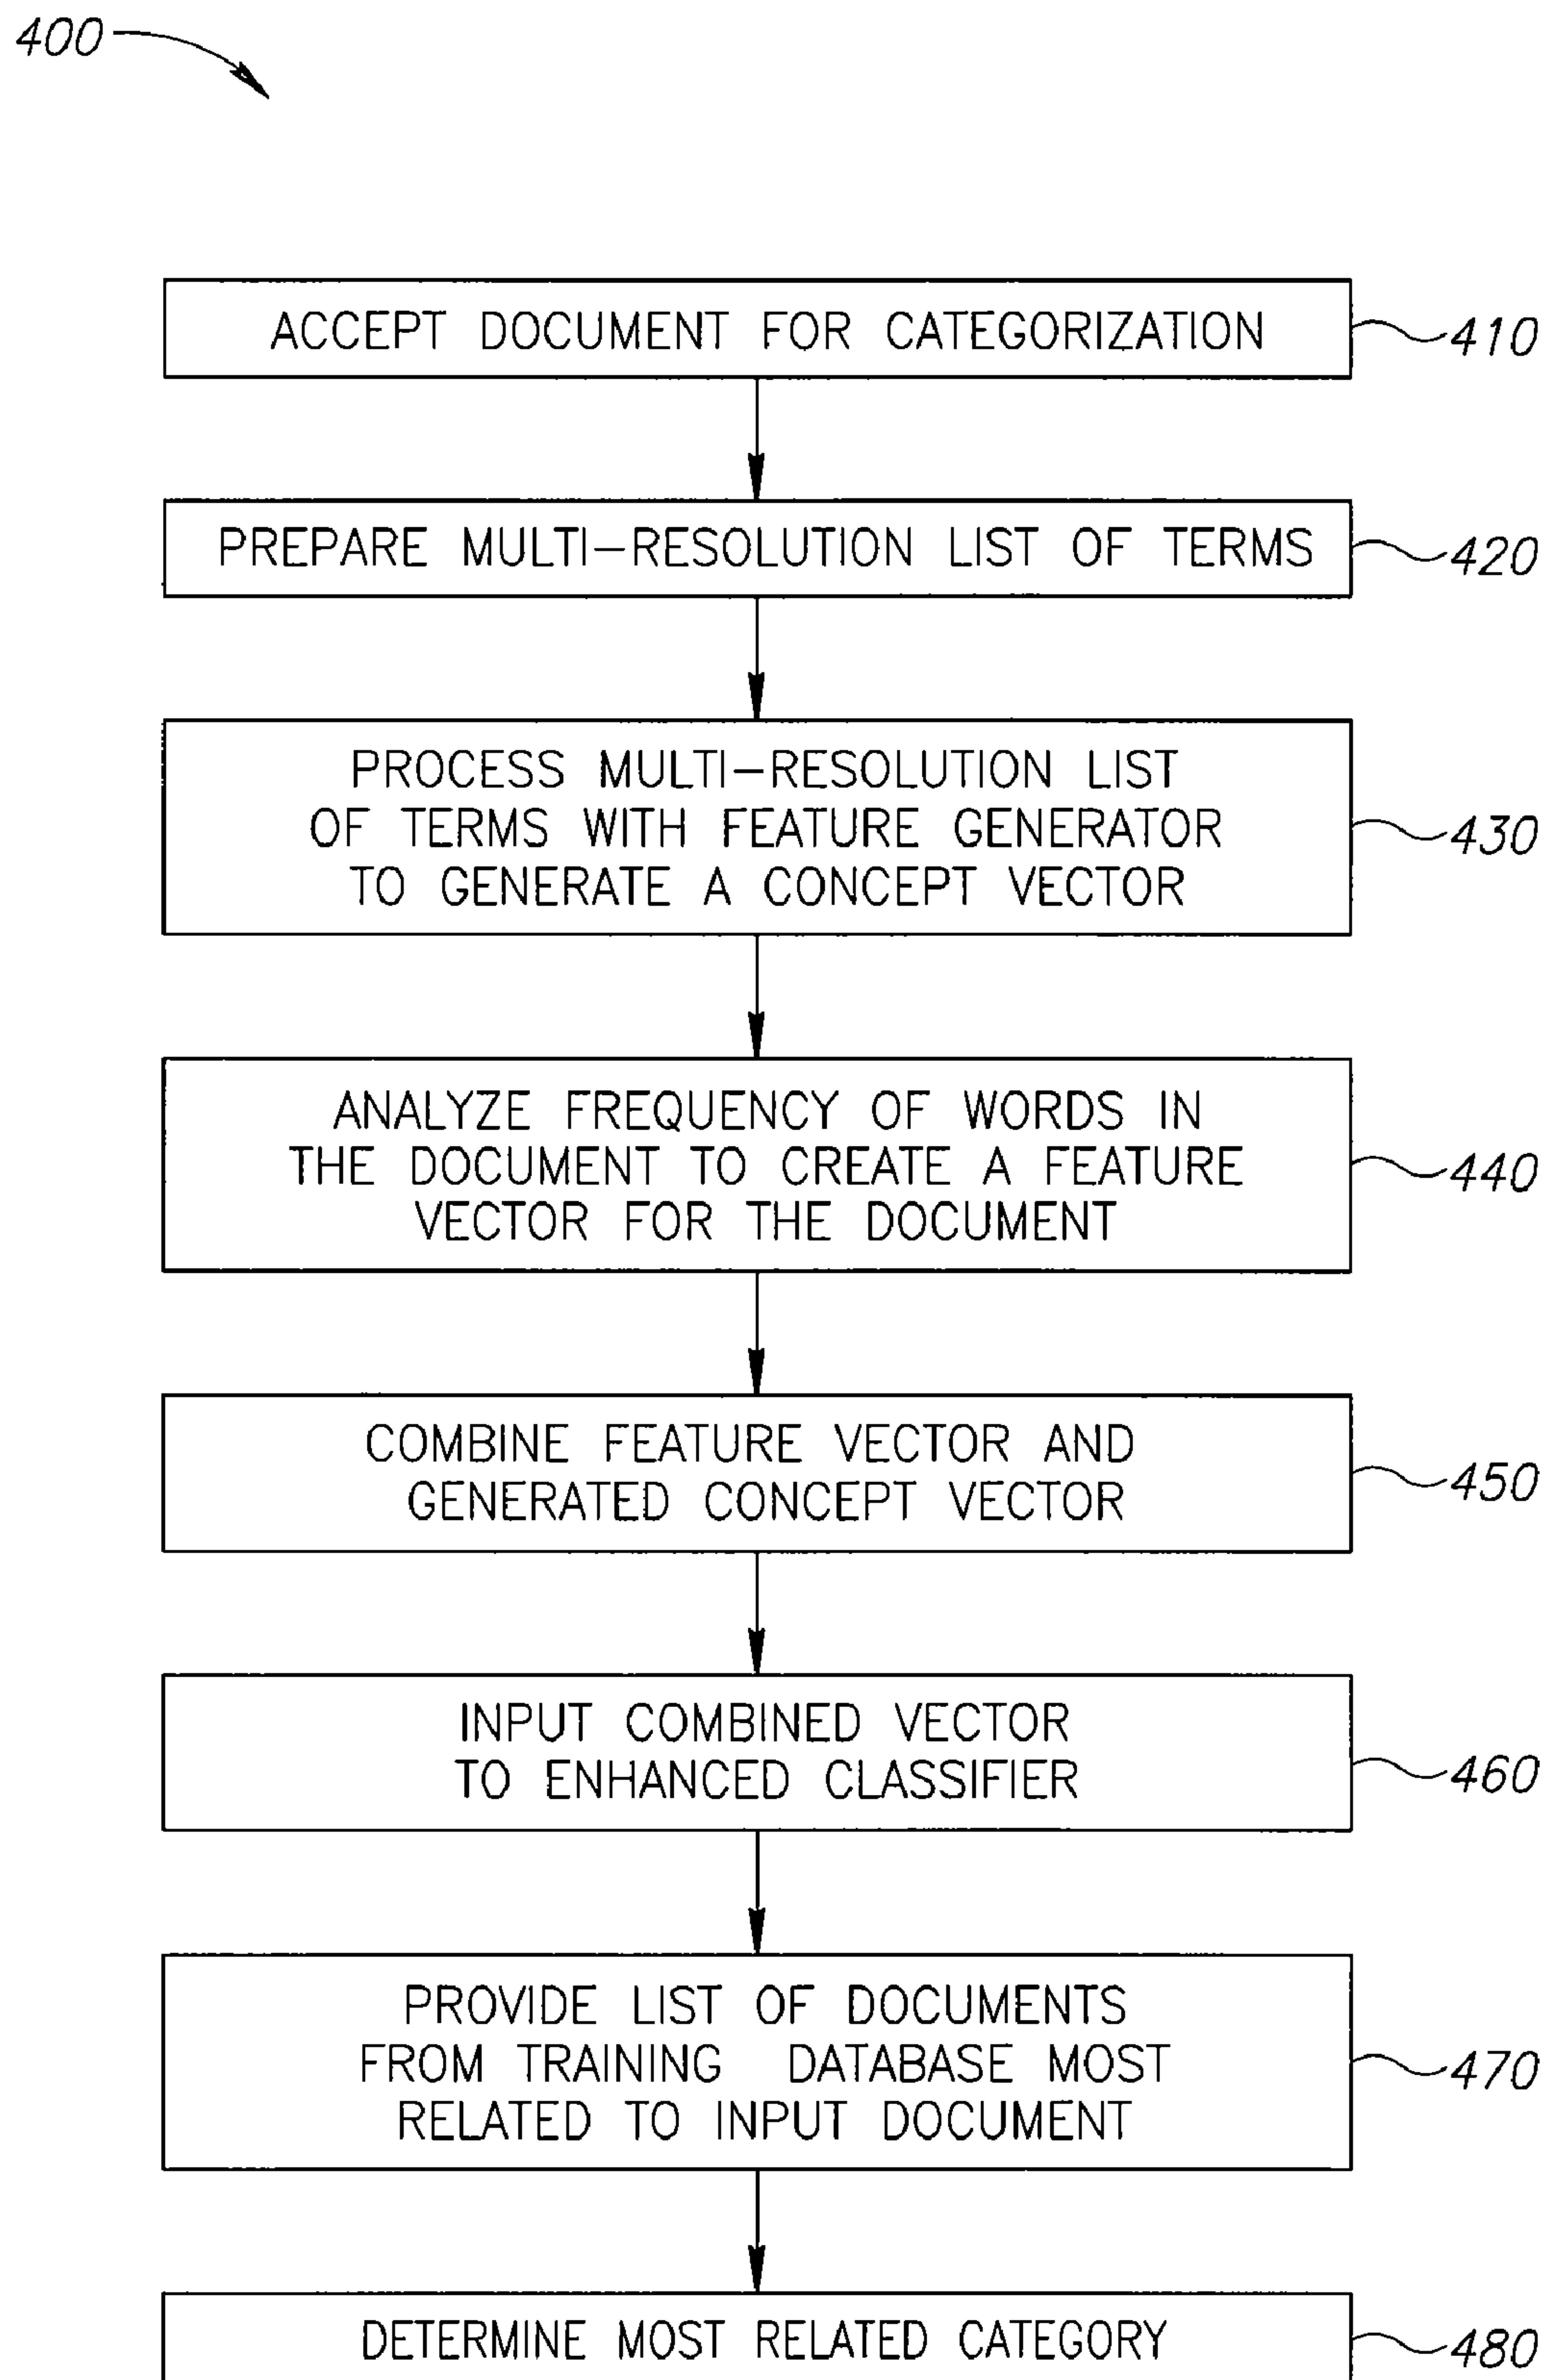 400
ACCEPT DOCUMENT FOR CATEGORIZATION
410
PREPARE MULTI-RESOLUTION LIST OF TERMS
420
PROCESS MULTI-RESOLUTION LIST
OF TERMS WITH FEATURE GENERATOR
TO GENERATE A CONCEPT VECTOR
430
ANALYZE FREQUENCY OF WORDS IN
THE DOCUMENT TO CREATE A FEATURE
VECTOR FOR THE DOCUMENT
440
COMBINE FEATURE VECTOR AND
GENERATED CONCEPT VECTOR
450
INPUT COMBINED VECTOR
TO ENHANCED CLASSIFIER
460
PROVIDE LIST OF DOCUMENTS
FROM TRAINING DATABASE MOST
RELATED TO INPUT DOCUMENT
470
DETERMINE MOST RELATED CATEGORY
480